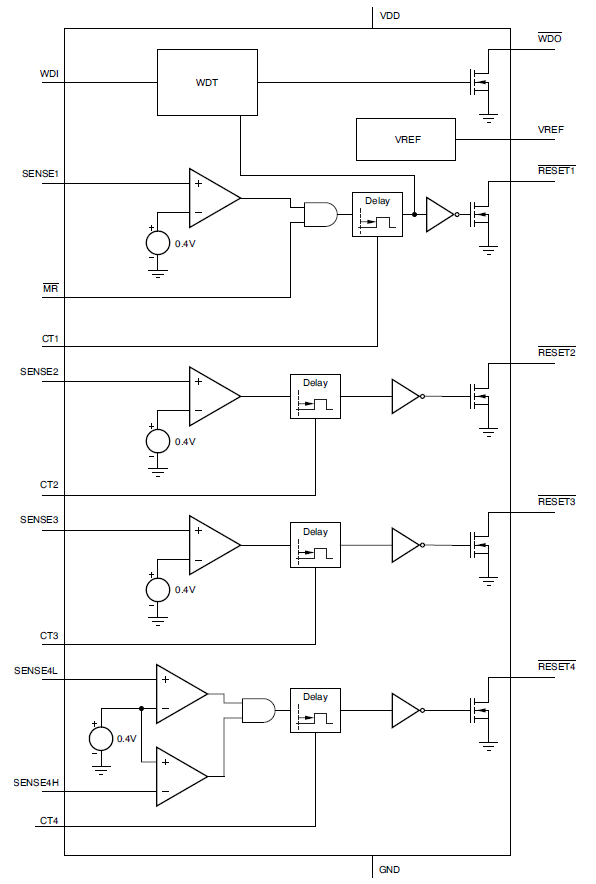 VDD
WDO
WDI
WDT
VREF
VREF
SENSE1
RESET1
+
Delay
−
+
0.4V
−
MR
CT1
RESET2
SENSE2
+
Delay
−
+
0.4V
−
CT2
RESET3
SENSE3
+
Delay
−
+
0.4V
−
CT3
RESET4
SENSE4L
+
Delay
−
+
0.4V
−
+
SENSE4H
−
CT4
GND